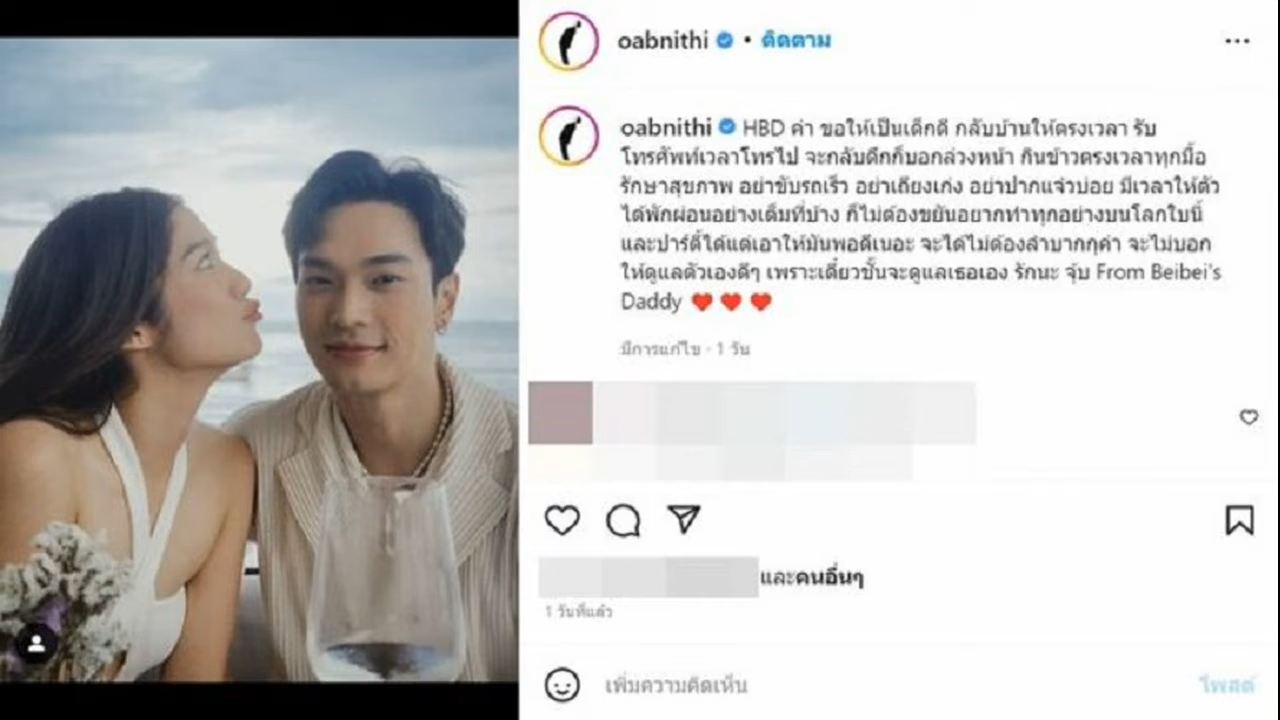 oabnithi • ติดตาม
oabnithi HBD ค่า ขอให้เป็นเด็กดี กลับบ้านให้ตรงเวลา รับ
โทรศัพท์เวลาโทรไป จะกลับดึกก็บอกล่วงหน้า กินข้าวตรงเวลาทุกมื้อ
รักษาสุขภาพ อย่าขับรถเร็ว อย่าเถียงเก่ง อย่าปากแจ๋วบ่อย มีเวลาให้ตัว
ได้พักผ่อนอย่างเต็มที่บ้าง ก็ไม่ต้องขยันอยากทำทุกอย่างบนโลกใบนี้
และปาร์ตี้ได้แต่เอาให้มันพอดีเนอะ จะได้ไม่ต้องลำบากกูค่า จะไม่บอก
ให้ดูแลตัวเองดีๆ เพราะเดี๋ยวชั้นจะดูแลเธอเอง รักนะ จุ๊บ From Beibei's
Daddy ❤️ ❤️ ❤️
มีการแก้ไข · 1 วัน
และคนอื่นๆ
1 วันที่แล้ว
เพิ่มความคิดเห็น
โพสต์